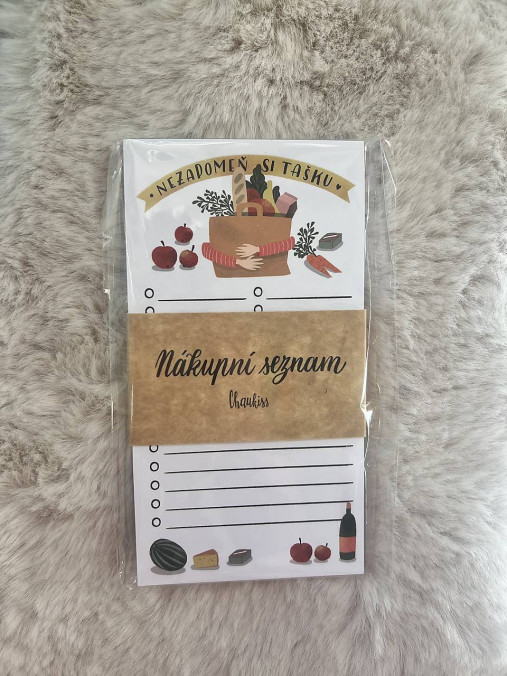 NEZAPOMEŇ SI TAŠKU
Nákupní seznam
Chaukiss